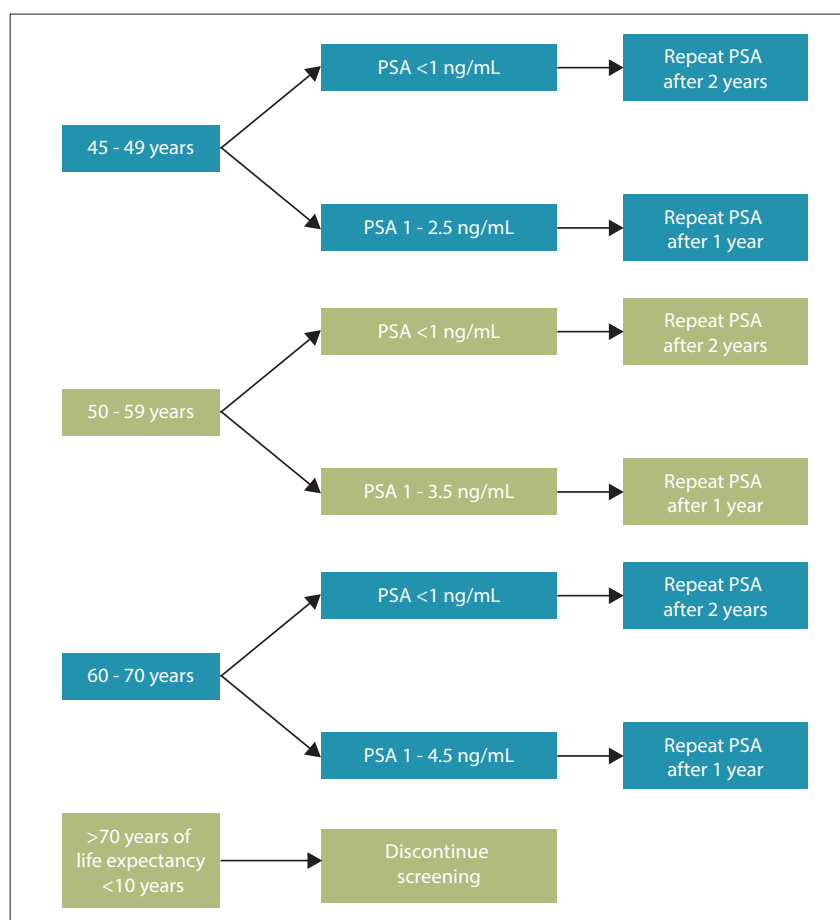 PSA <1 ng/mL
Repeat PSA
after 2 years
45 - 49 years
PSA 1 - 2.5 ng/mL
Repeat PSA
after 1 year
PSA <1 ng/mL
Repeat PSA
after 2 years
50 - 59 years
PSA 1 - 3.5 ng/mL
Repeat PSA
after 1 year
PSA <1 ng/mL
Repeat PSA
after 2 years
60 - 70 years
PSA 1 - 4.5 ng/mL
Repeat PSA
after 1 year
>70 years of
life expectancy
<10 years
Discontinue
screening